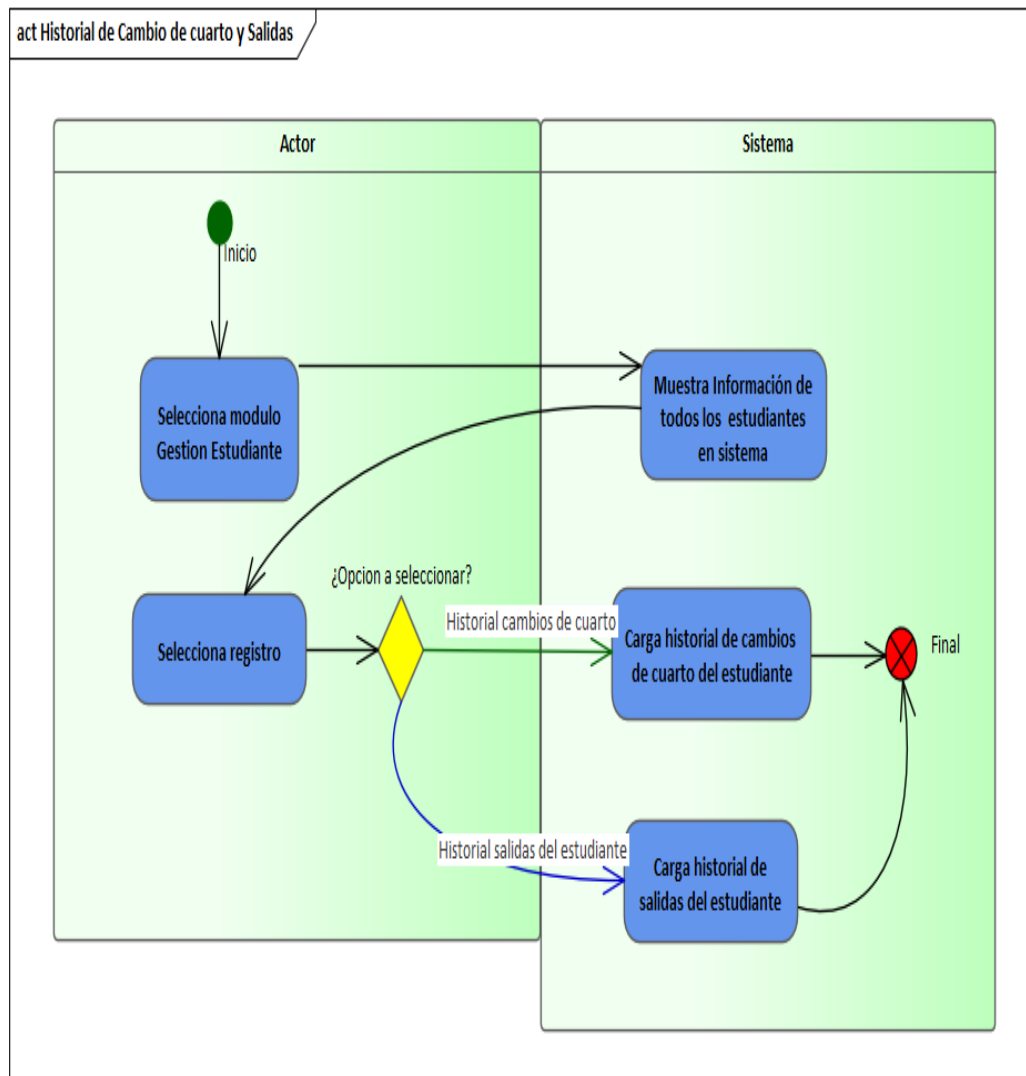 act Historial de Cambio de cuarto y Salidas
Actor
Sistema
Inicio
Selecciona modulo
Gestion Estudiante
Muestra Información de
todos los estudiantes
en sistema
¿Opcion a seleccionar?
Selecciona registro
Historial cambios de cuarto
Carga historial de cambios
de cuarto del estudiante
Final
Historial salidas del estudiante
Carga historial de
salidas del estudiante